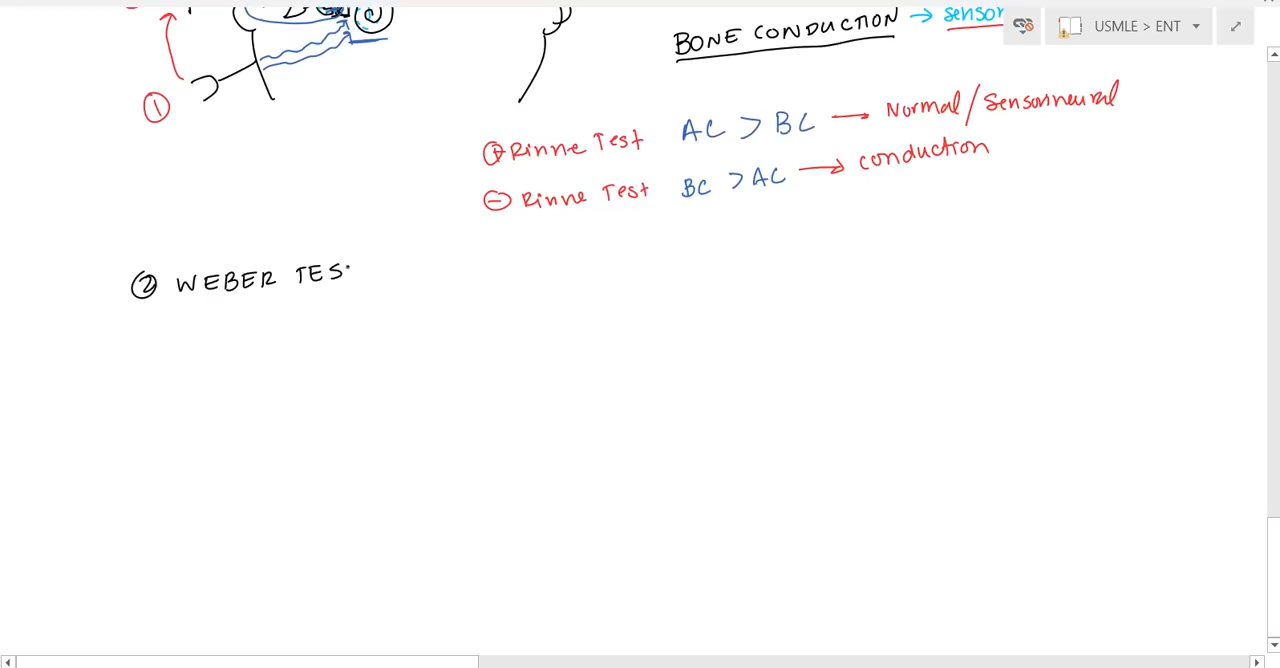 BONE CONDUCTION → sensor
USMLE > ENT
①
⊕ Rinne Test AC > BC → Normal/Sensorineural
⊖ Rinne Test BC > AC → conduction
② WEBER TES